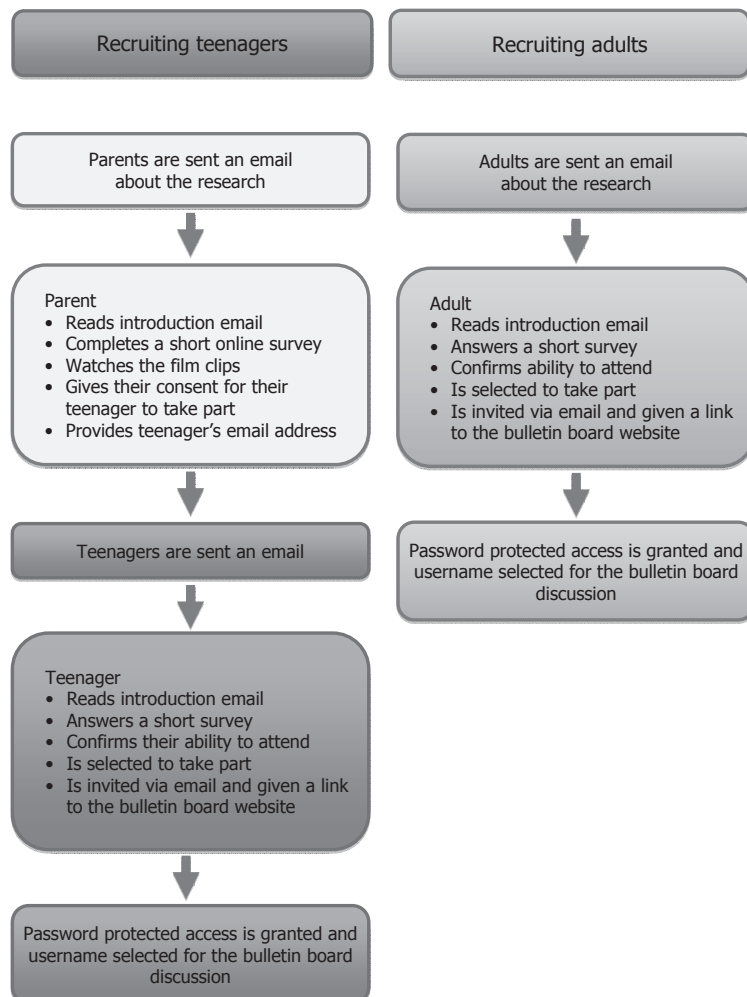 Recruiting teenagers
Parents are sent an email
about the research
Parent
• Reads introduction email
• Completes a short online survey
• Watches the film clips
• Gives their consent for their
teenager to take part
• Provides teenager's email address
Teenagers are sent an email
Teenager
• Reads introduction email
• Answers a short survey
• Confirms their ability to attend
• Is selected to take part
• Is invited via email and given a link
to the bulletin board website
Password protected access is granted and
username selected for the bulletin board
discussion
Recruiting adults
Adults are sent an email
about the research
Adult
• Reads introduction email
• Answers a short survey
• Confirms ability to attend
• Is selected to take part
• Is invited via email and given a link
to the bulletin board website
Password protected access is granted and
username selected for the bulletin board
discussion